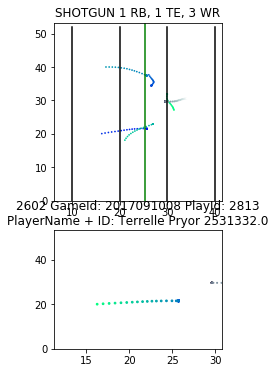 SHOTGUN 1 RB, 1 TE, 3 WR
50
40
30
20
10
0
10 20 30 40
2602 GameId: 2017091008 PlayId: 2813
PlayerName + ID: Terrelle Pryor 2531332.0
40
20
0
15 20 25 30